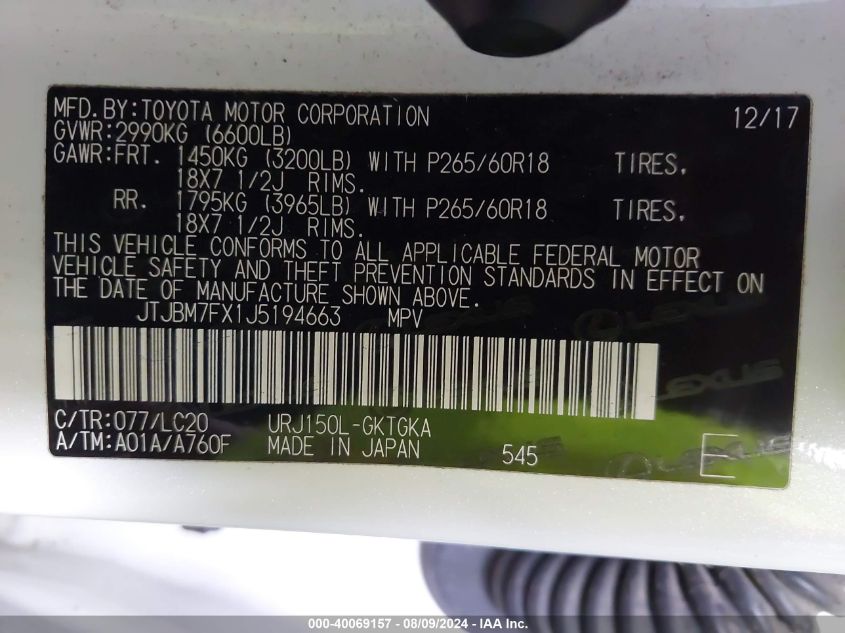 MFD.BY:TOYOTA MOTOR CORPORATION 12/17
GVWR:2990KG (6600LB)
GAWR:FRT. 1450KG (3200LB) WITH P265/60R18 TIRES.
18X7 1/2J RIMS.
RR. 1795KG (3965LB) WITH P265/60R18 TIRES.
18X7 1/2J RIMS.
THIS VEHICLE CONFORMS TO ALL APPLICABLE FEDERAL MOTOR
VEHICLE SAFETY AND THEFT PREVENTION STANDARDS IN EFFECT ON
THE DATE OF MANUFACTURE SHOWN ABOVE.
JTJBM7FX1J5194663 MPV
LEXUS
LEXUS
C/TR:077/LC20 URJ150L-GKTGKA
A/TM:A01A/A760F MADE IN JAPAN 545 E
LEXUS
000-40069157 - 08/09/2024 - IAA Inc.